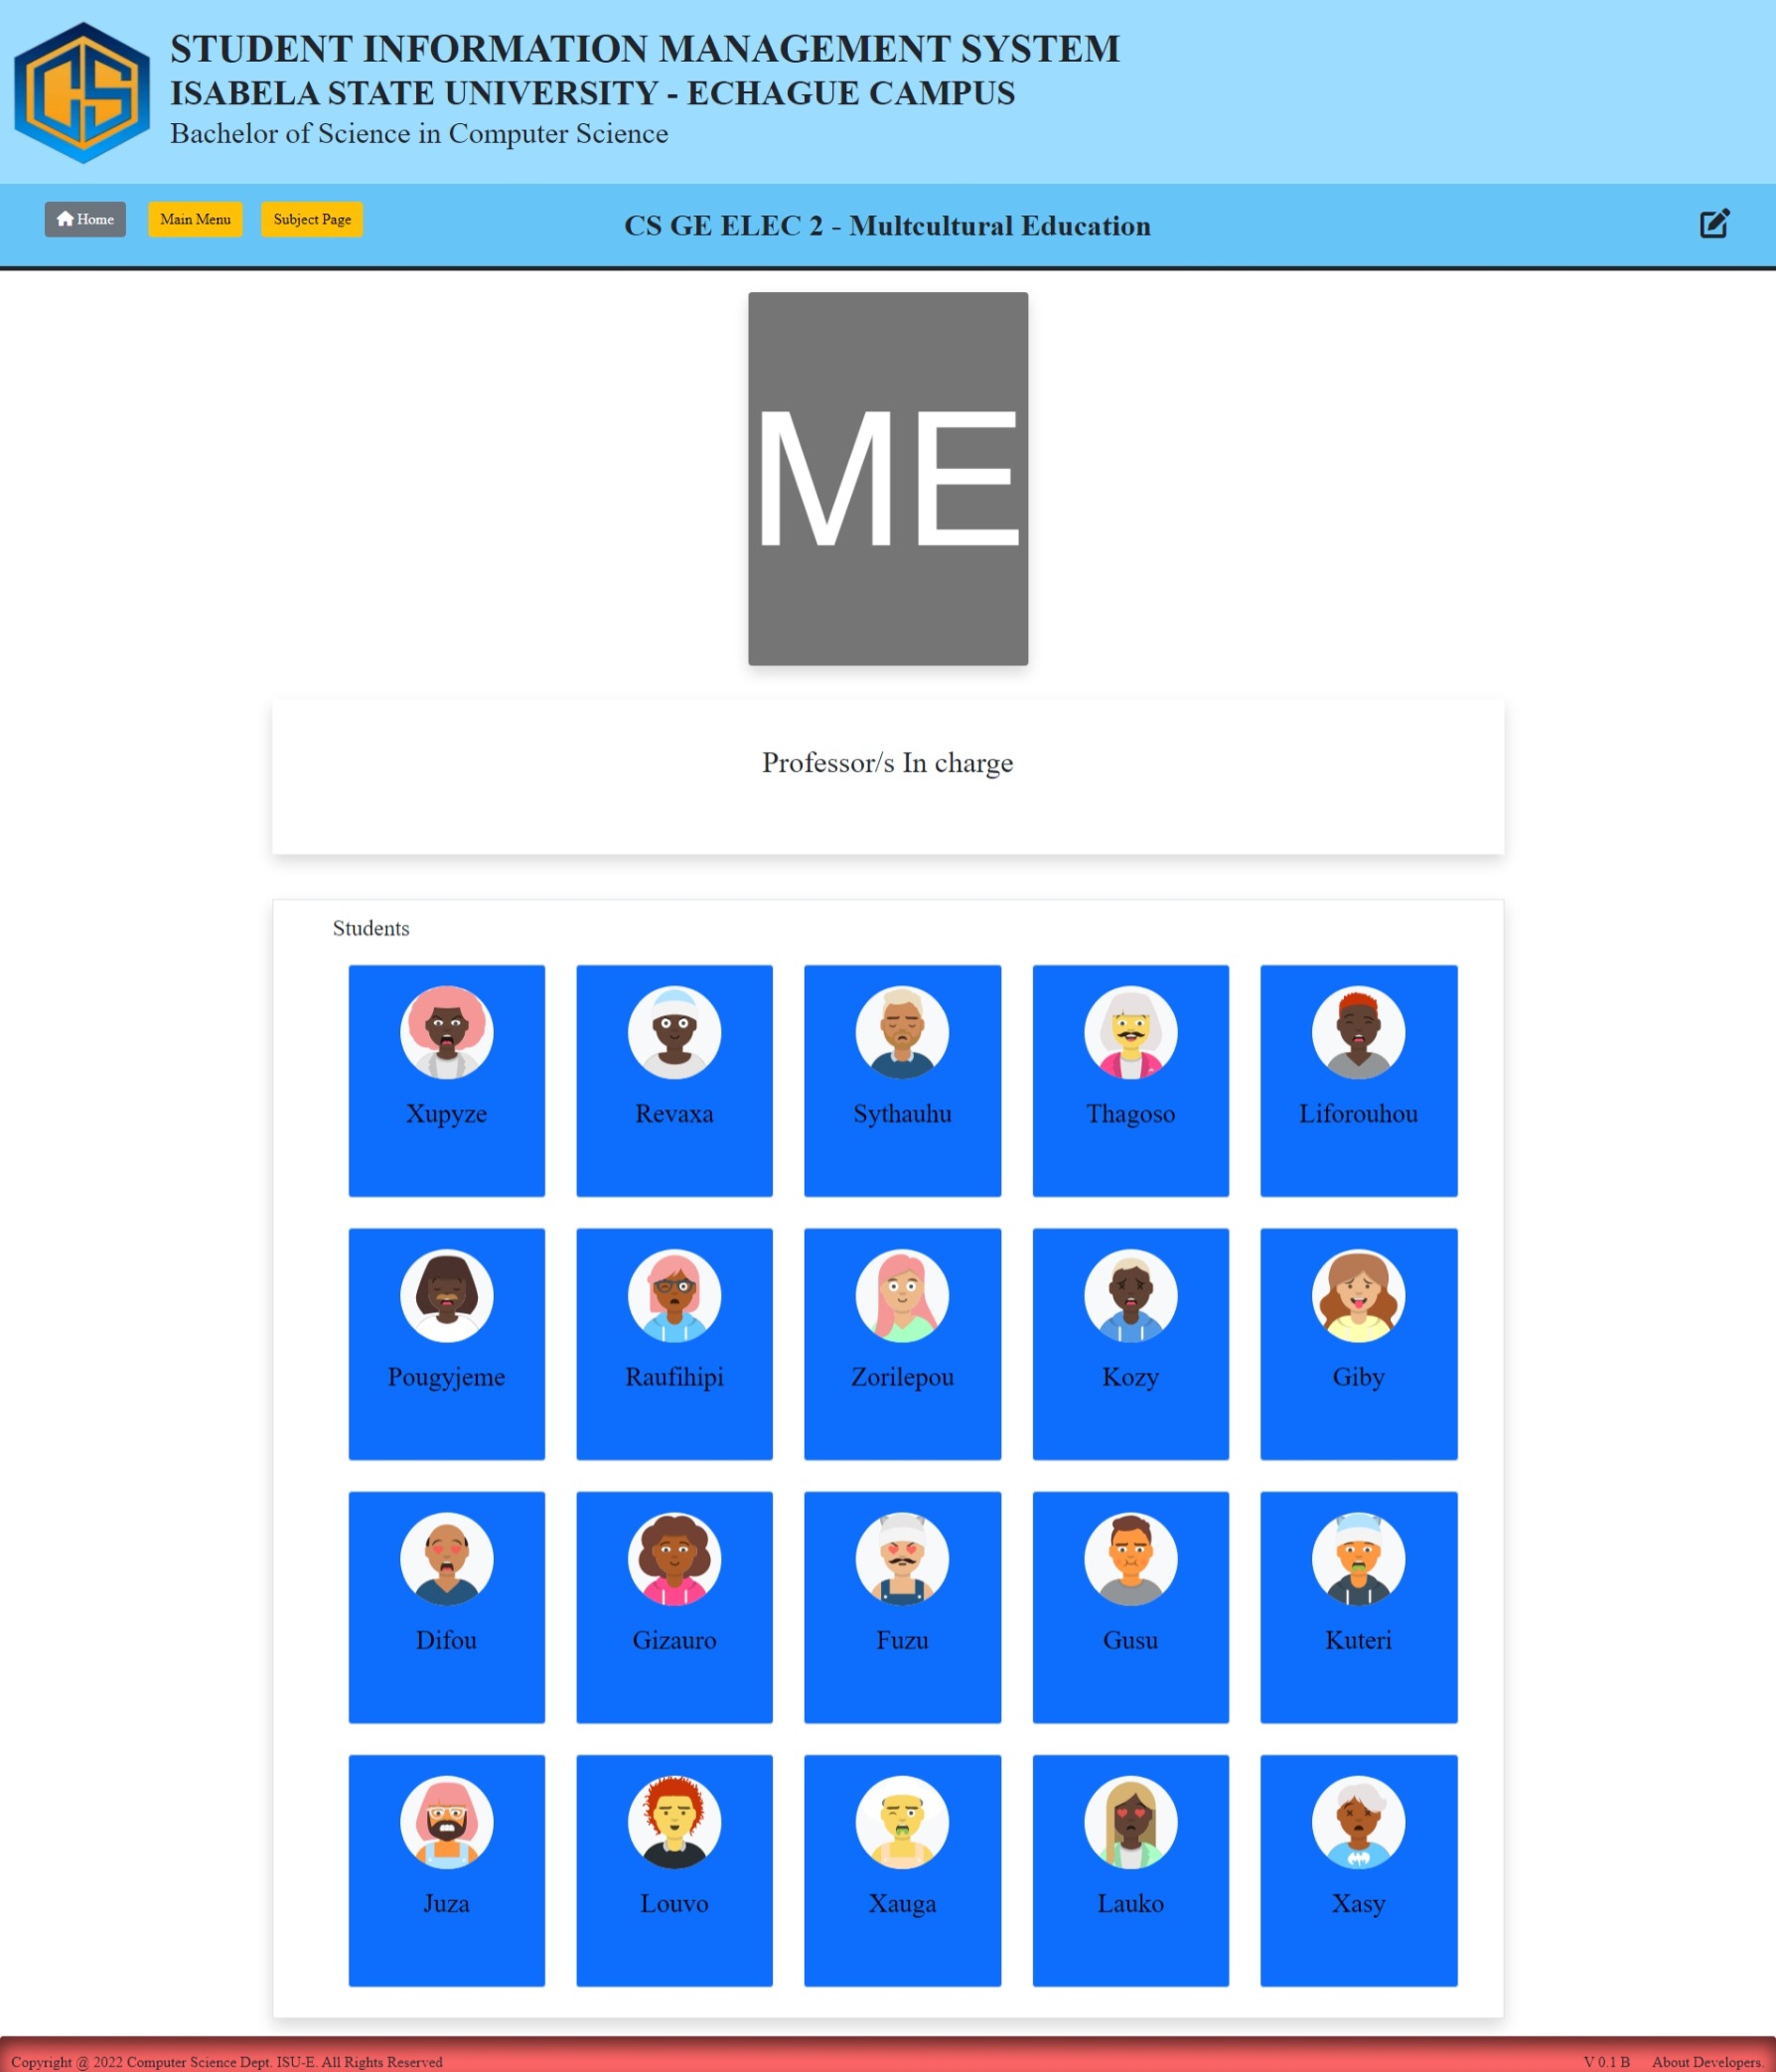 CS
STUDENT INFORMATION MANAGEMENT SYSTEM
ISABELA STATE UNIVERSITY - ECHAGUE CAMPUS
Bachelor of Science in Computer Science
Home Main Menu Subject Page CS GE ELEC 2 - Multcultural Education
ME
Professor/s In charge
Students
Xupyze Revaxa Sythauhu Thagoso Liforouhou
Pougyjeme Raufihipi Zorilepou Kozy Giby
Difou Gizauro Fuzu Gusu Kuteri
Juza Louvo Xauga Lauko Xasy
Copyright @ 2022 Computer Science Dept. ISU-E. All Rights Reserved V 0.1 B About Developers.